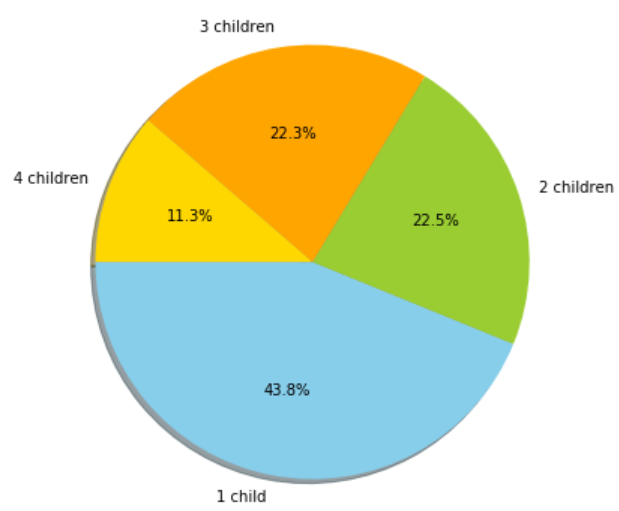 3 children
22.3%
4 children
11.3%
2 children
22.5%
43.8%
1 child